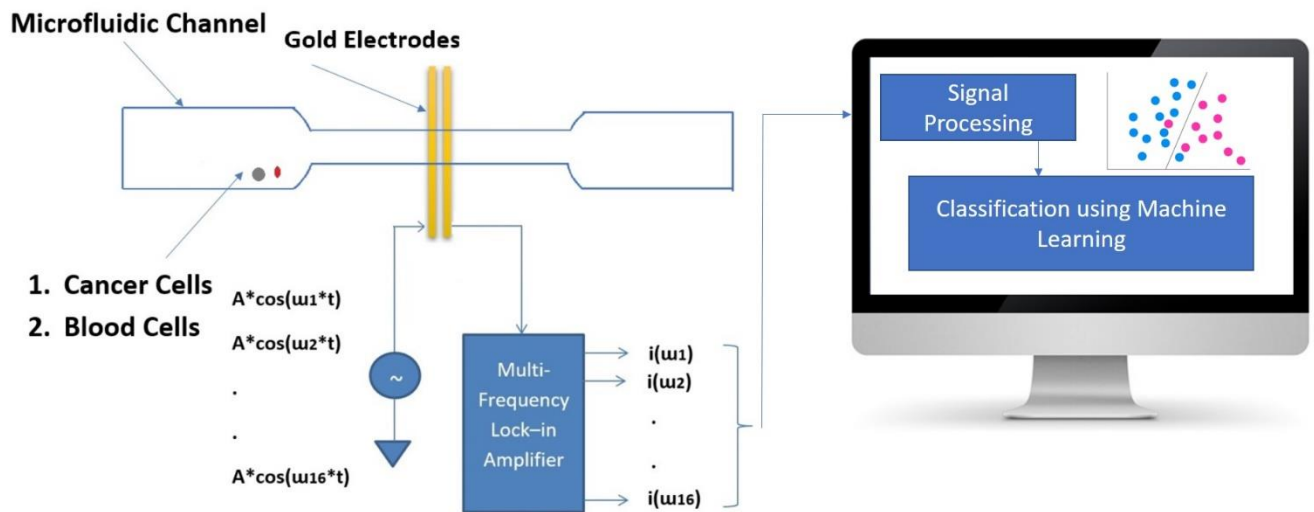 Microfluidic Channel
Gold Electrodes
1. Cancer Cells
2. Blood Cells
A*cos(ω1*t)
A*cos(ω2*t)
.
.
A*cos(ω16*t)
~
Multi-
Frequency
Lock–in
Amplifier
i(ω1)
i(ω2)
.
.
i(ω16)
Signal
Processing
Classification using Machine
Learning